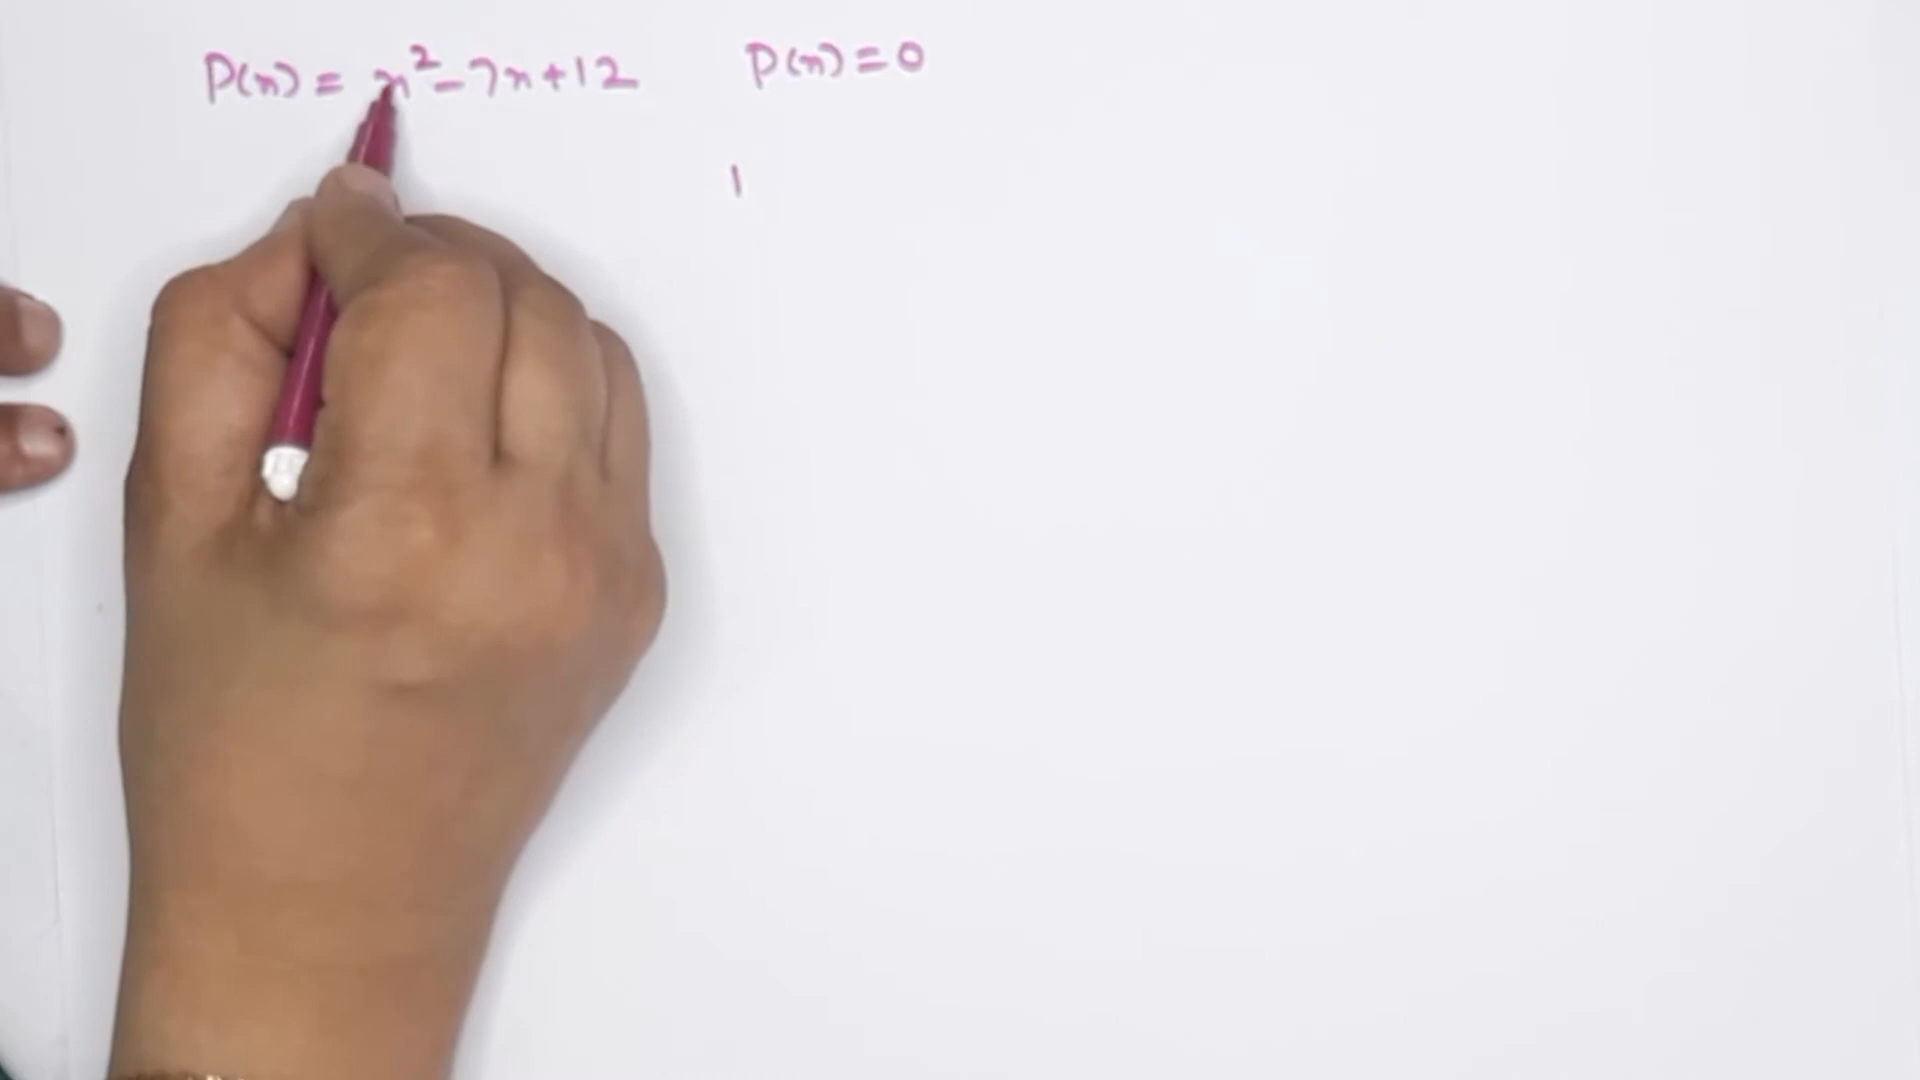 P(x) = x² - 7x + 12 P(x) = 0
1